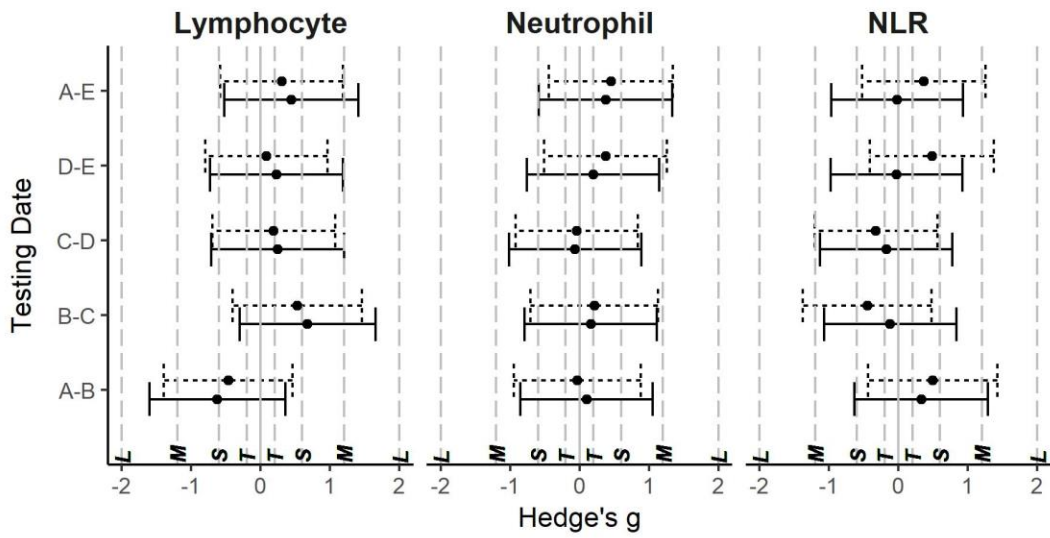 Lymphocyte Neutrophil NLR
Testing Date
A-E
D-E
C-D
B-C
A-B
L M S T T S M L L M S T T S M L L M S T T S M L
-2 -1 0 1 2 -2 -1 0 1 2 -2 -1 0 1 2
Hedge's g